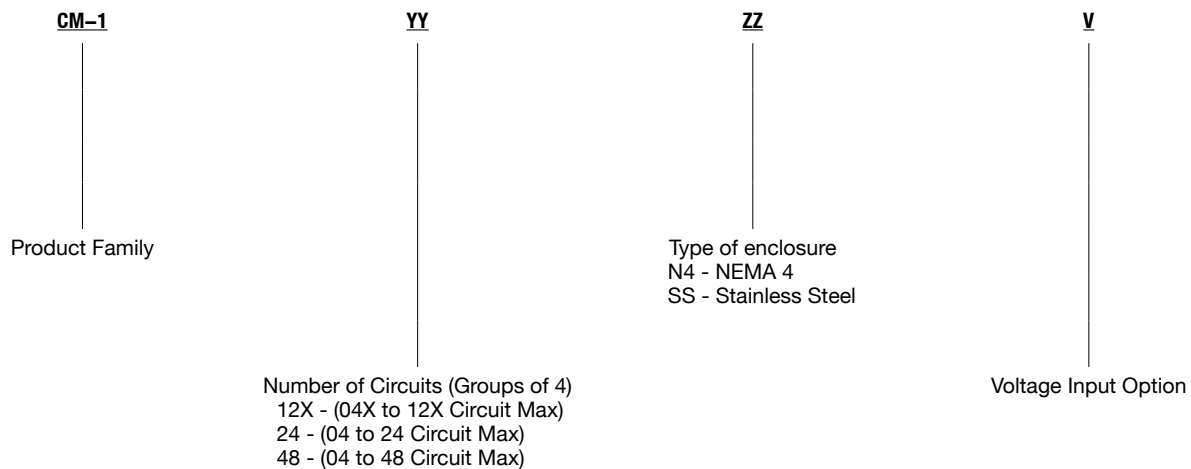 CM–1 YY ZZ V
Product Family
Type of enclosure
N4 - NEMA 4
SS - Stainless Steel
Number of Circuits (Groups of 4)
12X - (04X to 12X Circuit Max)
24 - (04 to 24 Circuit Max)
48 - (04 to 48 Circuit Max)
Voltage Input Option